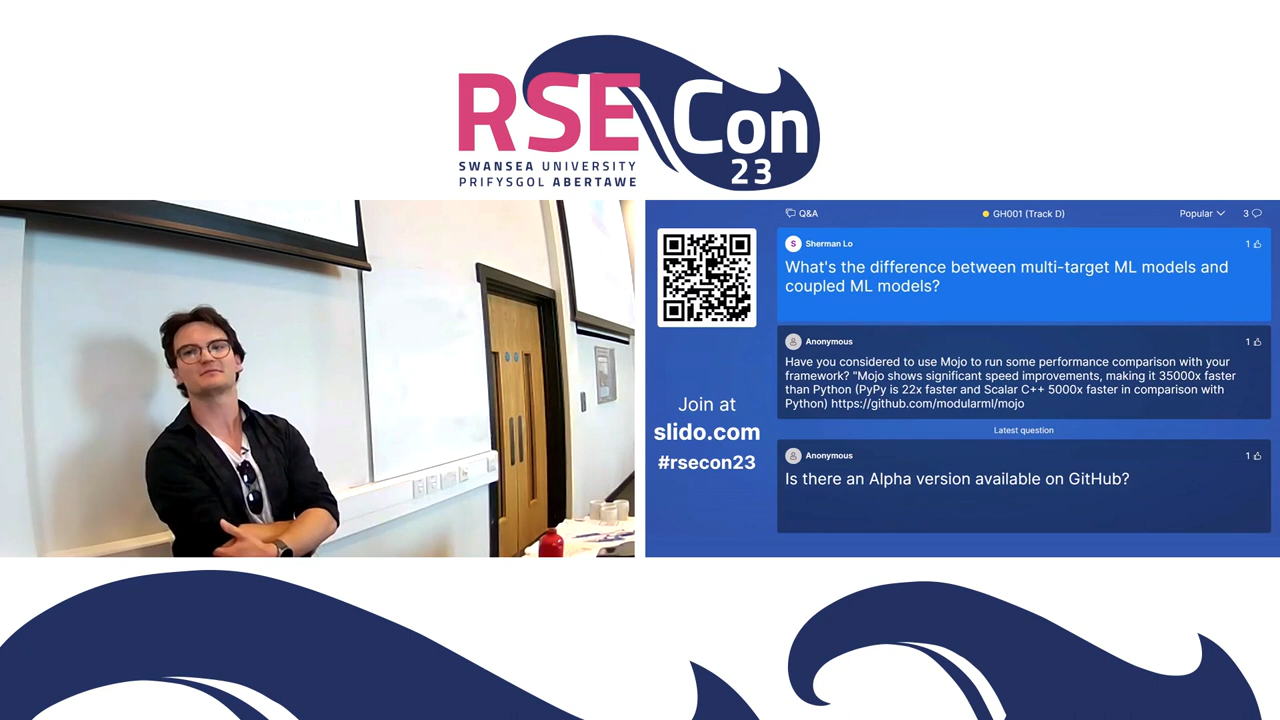 RSE Con
23
SWANSEA UNIVERSITY
PRIFYSGOL ABERTAWE
Q&A
GH001 (Track D)
Popular
3
Join at
slido.com
#rsecon23
S
Sherman Lo
1
What's the difference between multi-target ML models and
coupled ML models?
Anonymous
1
Have you considered to use Mojo to run some performance comparison with your
framework? "Mojo shows significant speed improvements, making it 35000x faster
than Python (PyPy is 22x faster and Scalar C++ 5000x faster in comparison with
Python) https://github.com/modularml/mojo
Latest question
Anonymous
1
Is there an Alpha version available on GitHub?